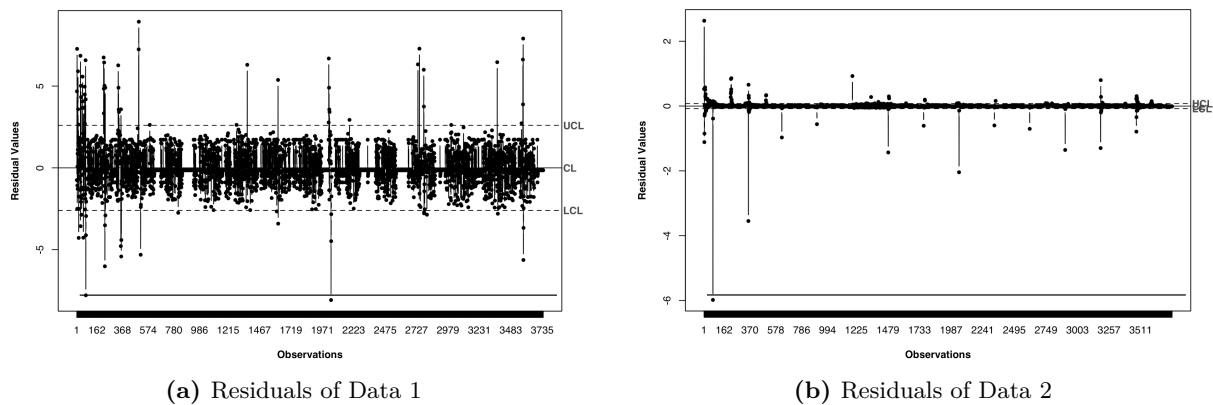 Residual Values
5
0
-5
UCL
CL
LCL
1 162 368 574 780 986 1215 1467 1719 1971 2223 2475 2727 2979 3231 3483 3735
Observations
(a) Residuals of Data 1
Residual Values
2
0
-2
-4
-6
UCL
LCL
1 162 370 578 786 994 1225 1479 1733 1987 2241 2495 2749 3003 3257 3511
Observations
(b) Residuals of Data 2